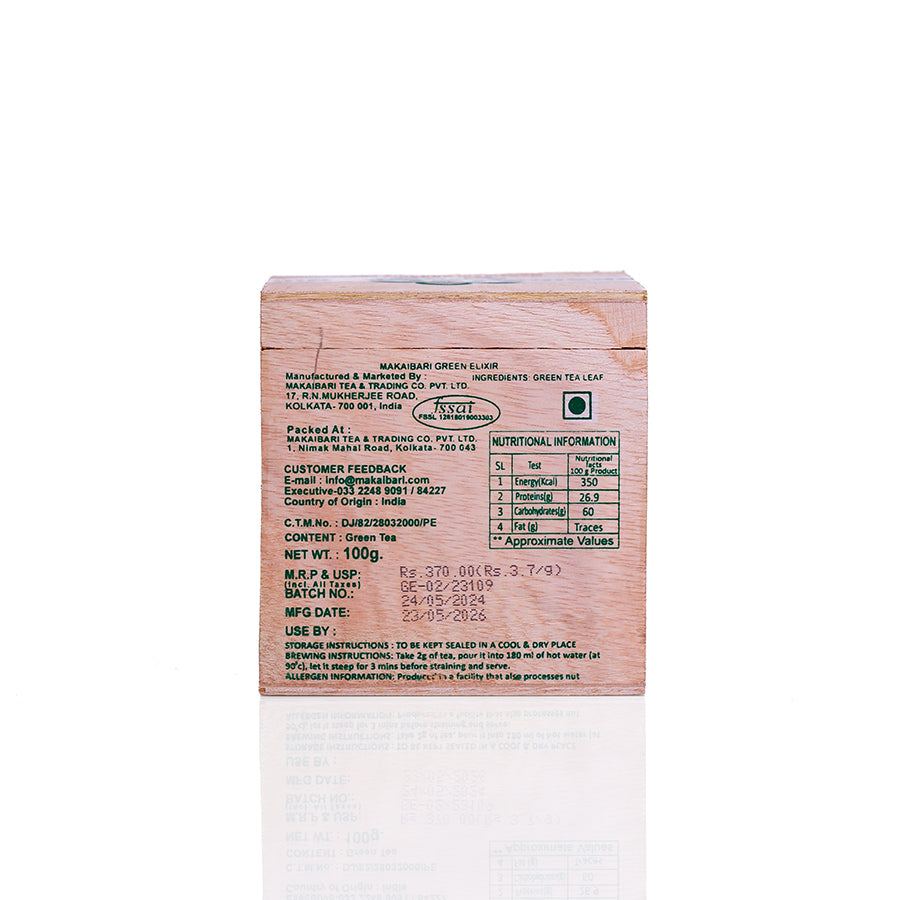 MAKAIBARI GREEN ELIXIR
Manufactured & Marketed By :
MAKAIBARI TEA & TRADING CO. PVT. LTD.
17, R.N.MUKHERJEE ROAD,
KOLKATA- 700 001, India
INGREDIENTS: GREEN TEA LEAF
fssai
FSSL 12818019003303
Packed At :
MAKAIBARI TEA & TRADING CO. PVT. LTD.
1, Nimak Mahal Road, Kolkata- 700 043
CUSTOMER FEEDBACK
E-mail : info@makaibari.com
Executive-033 2248 9091 / 84227
Country of Origin : India
C.T.M.No. : DJ/82/28032000/PE
CONTENT : Green Tea
NET WT. : 100g.
NUTRITIONAL INFORMATION
SL Test Nutritional facts 100 g Product
1 Energy(Kcal) 350
2 Proteins(g) 26.9
3 Carbohydrates(g) 60
4 Fat (g) Traces
** Approximate Values
M.R.P & USP: Rs.370.00(Rs.3.7/g)
(incl. All Taxes)
BATCH NO.: GE-02/23109
24/05/2024
MFG DATE: 23/05/2026
USE BY :
STORAGE INSTRUCTIONS : TO BE KEPT SEALED IN A COOL & DRY PLACE
BREWING INSTRUCTIONS: Take 2g of tea, pour it into 180 ml of hot water (at
90°c), let it steep for 3 mins before straining and serve.
ALLERGEN INFORMATION: in a facility that also processes nut